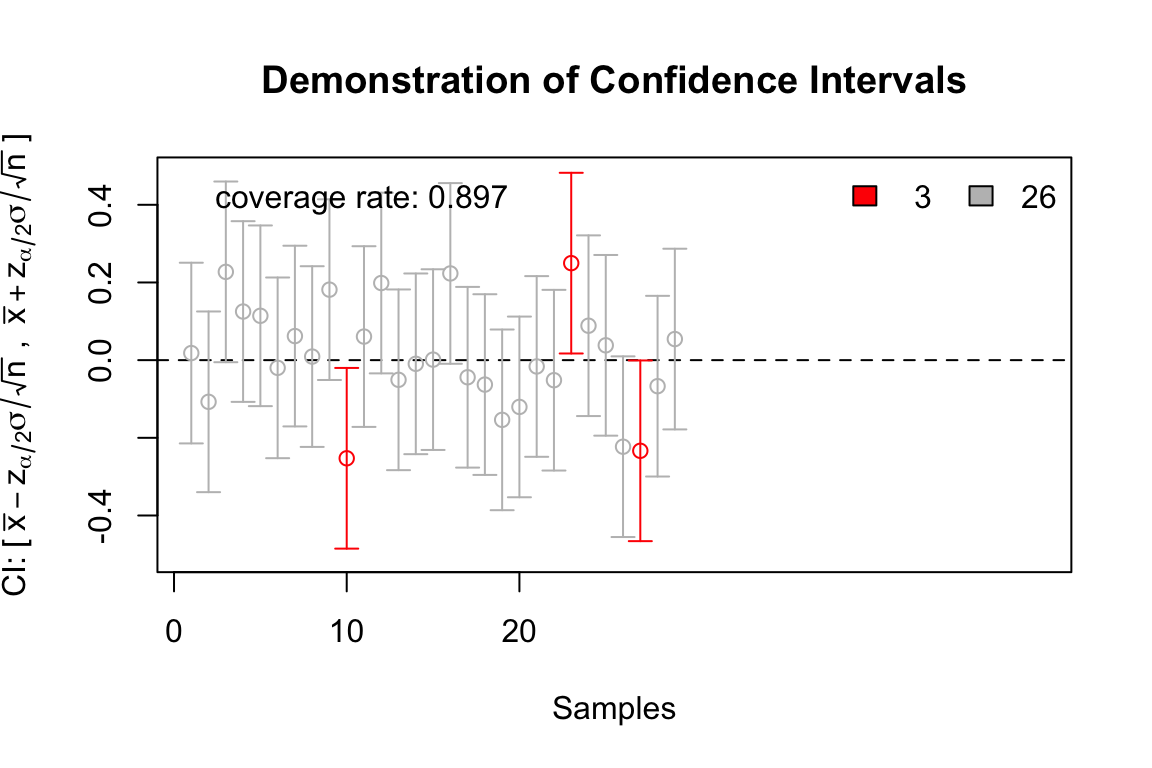 Demonstration of Confidence Intervals
CI: [ x̅ − zα/2σ/√n , x̅ + zα/2σ/√n ]
coverage rate: 0.897
3 26
0.4
0.2
0.0
-0.4
0 10 20
Samples